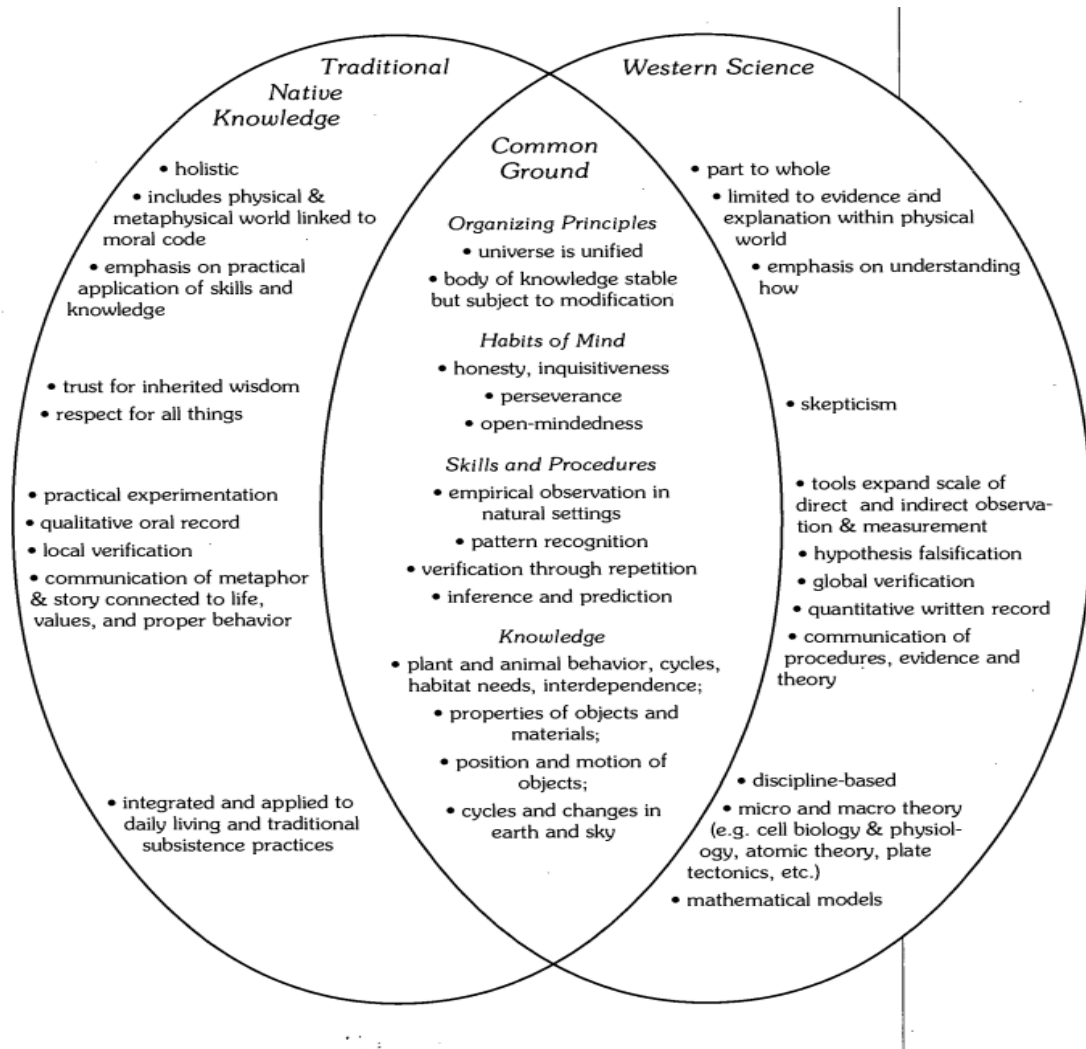 Traditional
Native
Knowledge
• holistic
• includes physical &
metaphysical world linked to
moral code
• emphasis on practical
application of skills and
knowledge
• trust for inherited wisdom
• respect for all things
• practical experimentation
• qualitative oral record
• local verification
• communication of metaphor
& story connected to life,
values, and proper behavior
• integrated and applied to
daily living and traditional
subsistence practices
Common
Ground
Organizing Principles
• universe is unified
• body of knowledge stable
but subject to modification
Habits of Mind
• honesty, inquisitiveness
• perseverance
• open-mindedness
Skills and Procedures
• empirical observation in
natural settings
• pattern recognition
• verification through repetition
• inference and prediction
Knowledge
• plant and animal behavior, cycles,
habitat needs, interdependence;
• properties of objects and
materials;
• position and motion of
objects;
• cycles and changes in
earth and sky
Western Science
• part to whole
• limited to evidence and
explanation within physical
world
• emphasis on understanding
how
• skepticism
• tools expand scale of
direct and indirect observa-
tion & measurement
• hypothesis falsification
• global verification
• quantitative written record
• communication of
procedures, evidence and
theory
• discipline-based
• micro and macro theory
(e.g. cell biology & physiol-
ogy, atomic theory, plate
tectonics, etc.)
• mathematical models